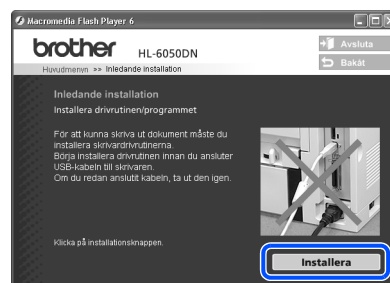 Macromedia Flash Player 6
brother HL-6050DN
Avsluta
Bakåt
Huvudmenyn »» Inledande installation
Inledande installation
Installera drivrutinen/programmet
För att kunna skriva ut dokument måste du
installera skrivardrivrutinerna.
Börja installera drivrutinen innan du ansluter
USB-kabeln till skrivaren.
Om du redan anslutit kabeln, ta ut den igen.
Klicka på installationsknappen.
Installera